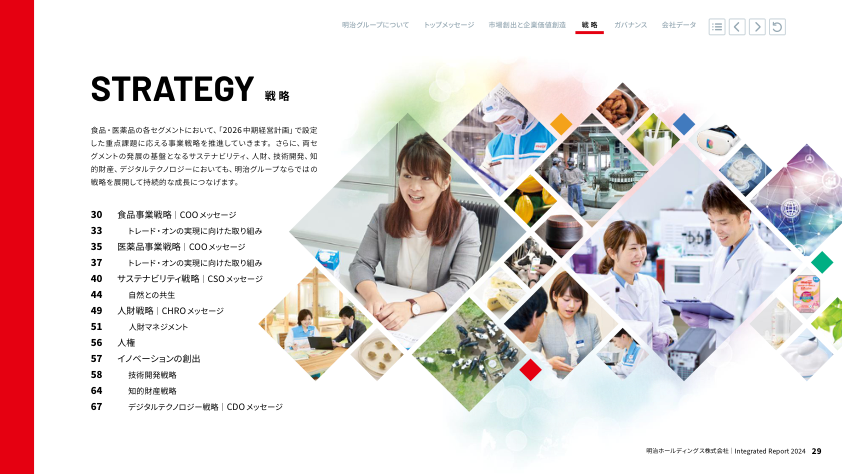 明治グループについて トップメッセージ 市場創出と企業価値創造 戦略 ガバナンス 会社データ
STRATEGY 戦略
食品・医薬品の各セグメントにおいて、「2026中期経営計画」で設定
した重点課題に応える事業戦略を推進していきます。さらに、両セ
グメントの発展の基盤となるサステナビリティ、人財、技術開発、知
的財産、デジタルテクノロジーにおいても、明治グループならではの
戦略を展開して持続的な成長につなげます。
30 食品事業戦略｜COOメッセージ
33 トレード・オンの実現に向けた取り組み
35 医薬品事業戦略｜COOメッセージ
37 トレード・オンの実現に向けた取り組み
40 サステナビリティ戦略｜CSOメッセージ
44 自然との共生
49 人財戦略｜CHROメッセージ
51 人財マネジメント
56 人権
57 イノベーションの創出
58 技術開発戦略
64 知的財産戦略
67 デジタルテクノロジー戦略｜CDOメッセージ
明治ホールディングス株式会社｜Integrated Report 2024 29